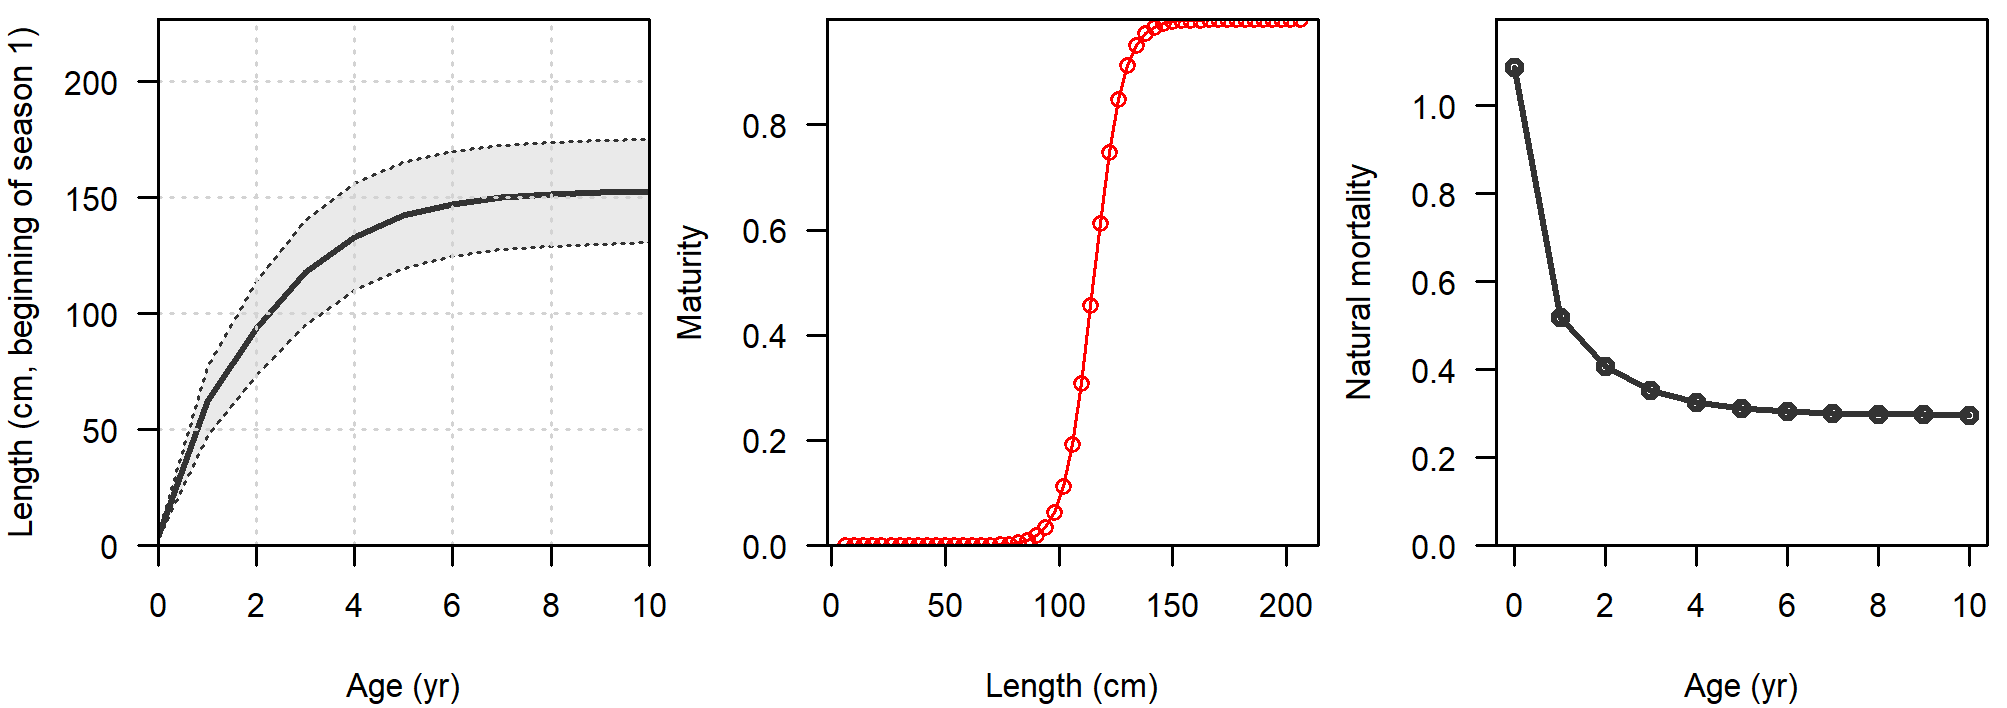 Length (cm, beginning of season 1)
200
150
100
50
0
0 2 4 6 8 10
Age (yr)
Maturity
0.8
0.6
0.4
0.2
0.0
0 50 100 150 200
Length (cm)
Natural mortality
1.0
0.8
0.6
0.4
0.2
0.0
0 2 4 6 8 10
Age (yr)